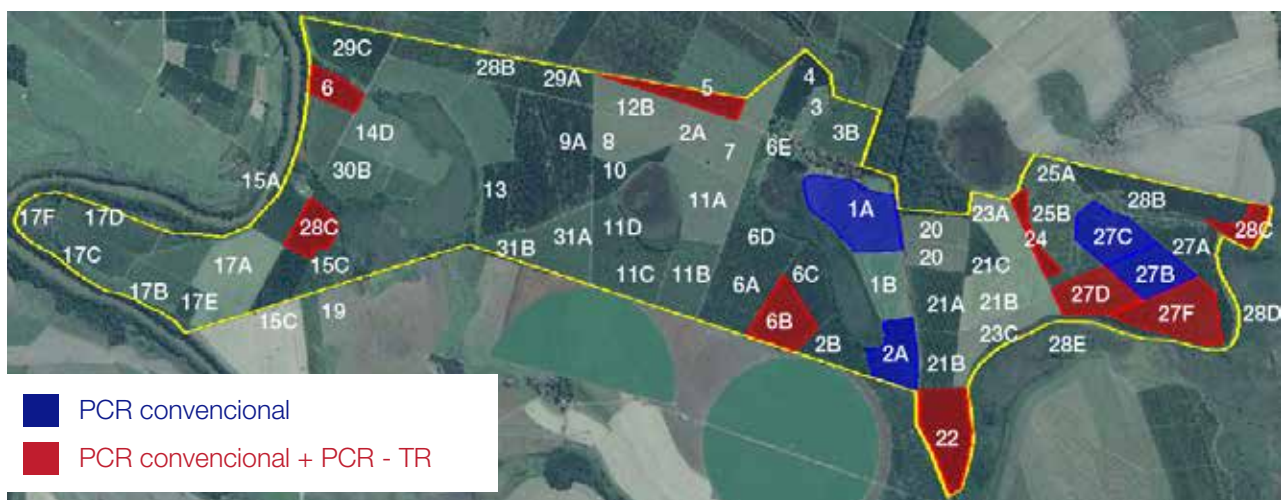 29C
28B
29A
4
6
5
3
12B
14D
2A
3B
9A
8
7
6E
30B
10
25A
15A
13
28B
17F
17D
28C
11D
11A
1A
23A
25B
28C
31B
31A
6D
20
24
27C
27A
17C
17A
15C
20
11C
11B
6C
21C
27B
17B
17E
6A
1B
27D
15C
19
21A
21B
27F
28D
6B
2B
2A
23C
28E
21B
22
PCR convencional
PCR convencional + PCR - TR